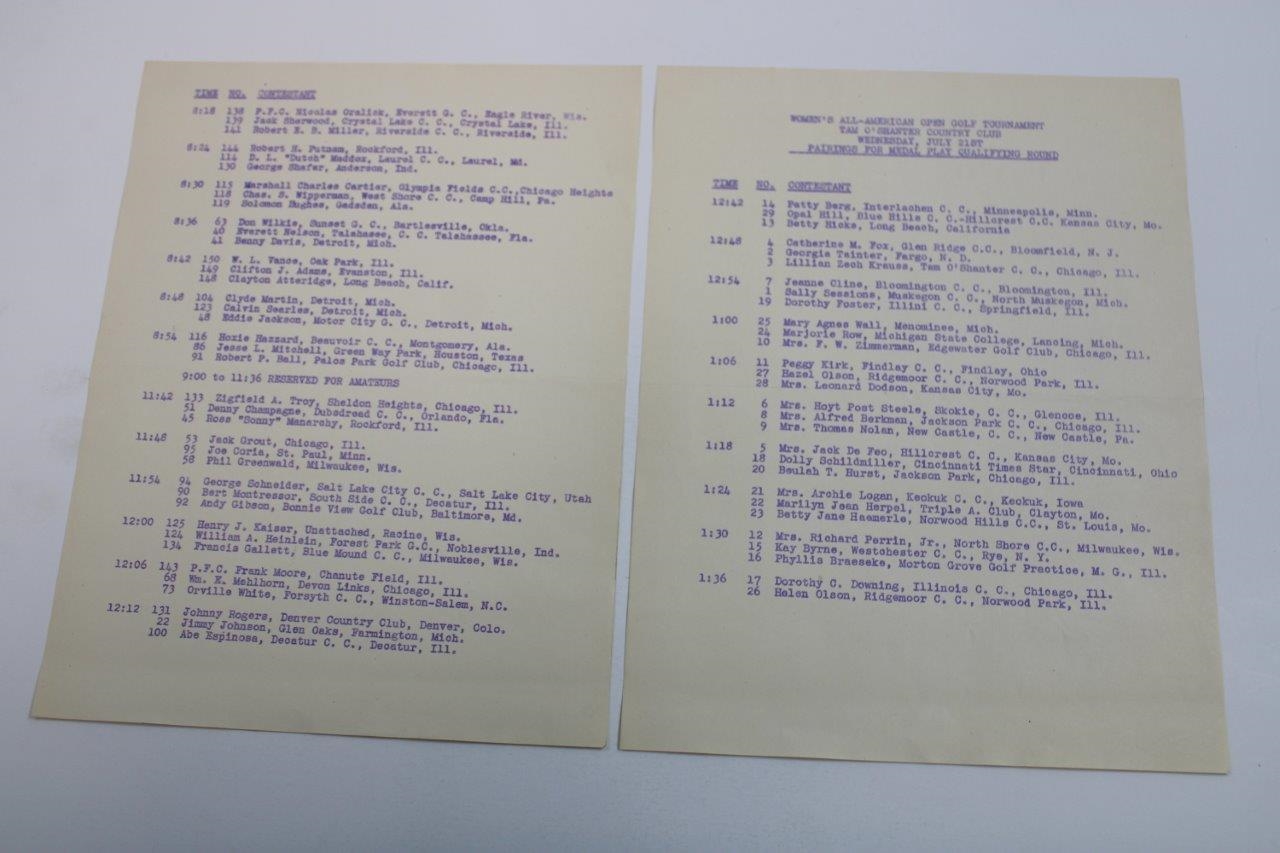 TIME NO. CONTESTANT
8:18 138 P.F.C. Nicolas Oralick, Everett G. C., Eagle River, Wis.
139 Jack Sherwood, Crystal Lake C. C., Crystal Lake, Ill.
141 Robert E. B. Miller, Riverside C. C., Riverside, Ill.
8:24 144 Robert H. Putnam, Rockford, Ill.
114 D. L. "Dutch" Maddox, Laurel C. C., Laurel, Md.
130 George Shafer, Anderson, Ind.
8:30 115 Marshall Charles Cartier, Olympia Fields C.C., Chicago Heights
118 Chas. S. Wipperman, West Shore C. C., Camp Hill, Pa.
119 Solomon Hughes, Gadsden, Ala.
8:36 63 Don Wilkie, Sunset G. C., Bartlesville, Okla.
40 Everett Nelson, Talahassee, C. C. Talahassee, Fla.
41 Benny Davis, Detroit, Mich.
8:42 150 W. L. Vance, Oak Park, Ill.
149 Clifton J. Adams, Evanston, Ill.
148 Clayton Atteridge, Long Beach, Calif.
8:48 104 Clyde Martin, Detroit, Mich.
123 Calvin Searles, Detroit, Mich.
48 Eddie Jackson, Motor City G. C., Detroit, Mich.
8:54 116 Hoxie Hazzard, Beauvoir C. C., Montgomery, Ala.
86 Jesse L. Mitchell, Green Way Park, Houston, Texas
91 Robert P. Ball, Palos Park Golf Club, Chicago, Ill.
9:00 to 11:36 RESERVED FOR AMATEURS
11:42 133 Zigfield A. Troy, Sheldon Heights, Chicago, Ill.
51 Denny Champagne, Dubsdread C. C., Orlando, Fla.
45 Ross "Sonny" Manarchy, Rockford, Ill.
11:48 53 Jack Grout, Chicago, Ill.
95 Joe Coria, St. Paul, Minn.
58 Phil Greenwald, Milwaukee, Wis.
11:54 94 George Schneider, Salt Lake City C. C., Salt Lake City, Utah
90 Bert Montressor, South Side C. C., Decatur, Ill.
92 Andy Gibson, Bonnie View Golf Club, Baltimore, Md.
12:00 125 Henry J. Kaiser, Unattached, Racine, Wis.
124 William A. Heinlein, Forest Park G.C., Noblesville, Ind.
134 Francis Gallett, Blue Mound C. C., Milwaukee, Wis.
12:06 143 P.F.C. Frank Moore, Chanute Field, Ill.
68 Wm. E. Mehlhorn, Devon Links, Chicago, Ill.
73 Orville White, Forsyth C. C., Winston-Salem, N.C.
12:12 131 Johnny Rogers, Denver Country Club, Denver, Colo.
22 Jimmy Johnson, Glen Oaks, Farmington, Mich.
100 Abe Espinosa, Decatur C. C., Decatur, Ill.
WOMEN'S ALL-AMERICAN OPEN GOLF TOURNAMENT
TAM O'SHANTER COUNTRY CLUB
WEDNESDAY, JULY 21ST
PAIRINGS FOR MEDAL PLAY QUALIFYING ROUND
TIME NO. CONTESTANT
12:42 14 Patty Berg, Interlachen C. C., Minneapolis, Minn.
29 Opal Hill, Blue Hills C. C.-Hillcrest C.C. Kansas City, Mo.
13 Betty Hicks, Long Beach, California
12:48 4 Catherine M. Fox, Glen Ridge C.C., Bloomfield, N. J.
2 Georgia Tainter, Fargo, N. D.
3 Lillian Zech Krauss, Tam O'Shanter C. C., Chicago, Ill.
12:54 7 Jeanne Cline, Bloomington C. C., Bloomington, Ill.
1 Sally Sessions, Muskegon C. C., North Muskegon, Mich.
19 Dorothy Foster, Illini C. C., Springfield, Ill.
1:00 25 Mary Agnes Wall, Menominee, Mich.
24 Marjorie Row, Michigan State College, Lancing, Mich.
10 Mrs. F. W. Zimmerman, Edgewater Golf Club, Chicago, Ill.
1:06 11 Peggy Kirk, Findlay C. C., Findlay, Ohio
27 Hazel Olson, Ridgemoor C. C., Norwood Park, Ill.
28 Mrs. Leonard Dodson, Kansas City, Mo.
1:12 6 Mrs. Hoyt Post Steele, Skokie, C. C., Glencoe, Ill.
8 Mrs. Alfred Berkman, Jackson Park C. C., Chicago, Ill.
9 Mrs. Thomas Nolan, New Castle, C. C., New Castle, Pa.
1:18 5 Mrs. Jack De Feo, Hillcrest C. C., Kansas City, Mo.
18 Dolly Schildmiller, Cincinnati Times Star, Cincinnati, Ohio
20 Beulah T. Hurst, Jackson Park, Chicago, Ill.
1:24 21 Mrs. Archie Logan, Keokuk C. C., Keokuk, Iowa
22 Marilyn Jean Herpel, Triple A. Club, Clayton, Mo.
23 Betty Jane Haemerle, Norwood Hills C.C., St. Louis, Mo.
1:30 12 Mrs. Richard Perrin, Jr., North Shore C.C., Milwaukee, Wis.
15 Kay Byrne, Westchester C. C., Rye, N. Y.
16 Phyllis Braeseke, Morton Grove Golf Practice, M. G., Ill.
1:36 17 Dorothy C. Downing, Illinois C. C., Chicago, Ill.
26 Helen Olson, Ridgemoor C. C., Norwood Park, Ill.